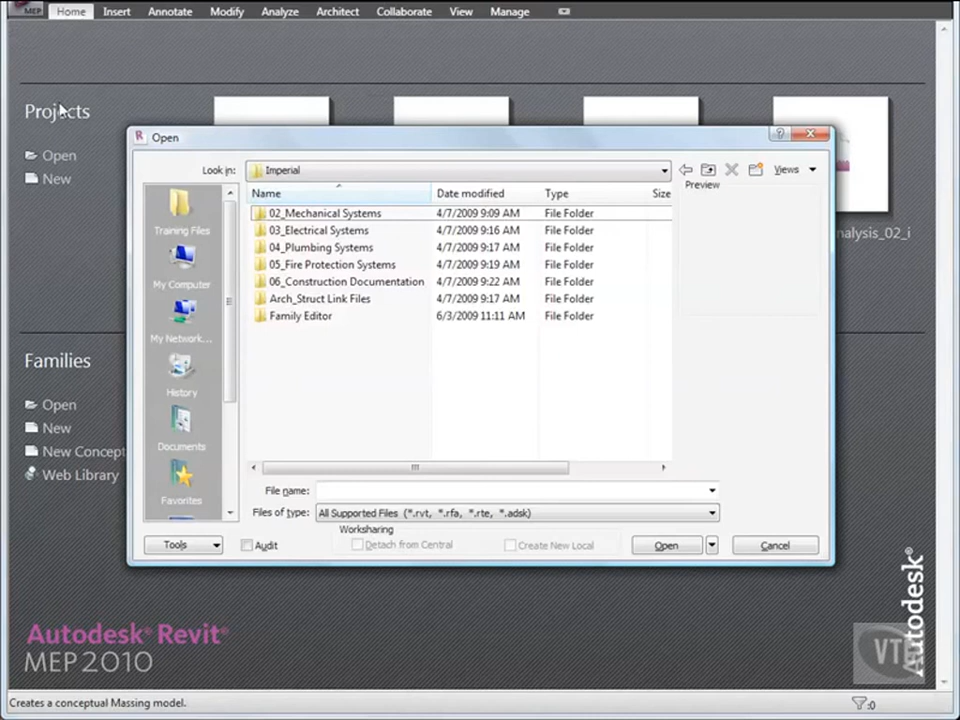 MEP Home Insert Annotate Modify Analyze Architect Collaborate View Manage
Projects
Open
New
Open
Look in: Imperial Views
Name Date modified Type Size Preview
Training Files
My Computer
My Network...
History
Documents
Favorites
02_Mechanical Systems 4/7/2009 9:09 AM File Folder
03_Electrical Systems 4/7/2009 9:16 AM File Folder
04_Plumbing Systems 4/7/2009 9:17 AM File Folder
05_Fire Protection Systems 4/7/2009 9:19 AM File Folder
06_Construction Documentation 4/7/2009 9:22 AM File Folder
Arch_Struct Link Files 4/7/2009 9:17 AM File Folder
Family Editor 6/3/2009 11:11 AM File Folder
File name:
Files of type: All Supported Files (*.rvt, *.rfa, *.rte, *.adsk)
Worksharing
Tools Audit Detach from Central Create New Local Open Cancel
nalysis_02_i
Families
Open
New
New Concept
Web Library
Autodesk® Revit®
MEP 2010
Autodesk®
VT
Creates a conceptual Massing model.
:0